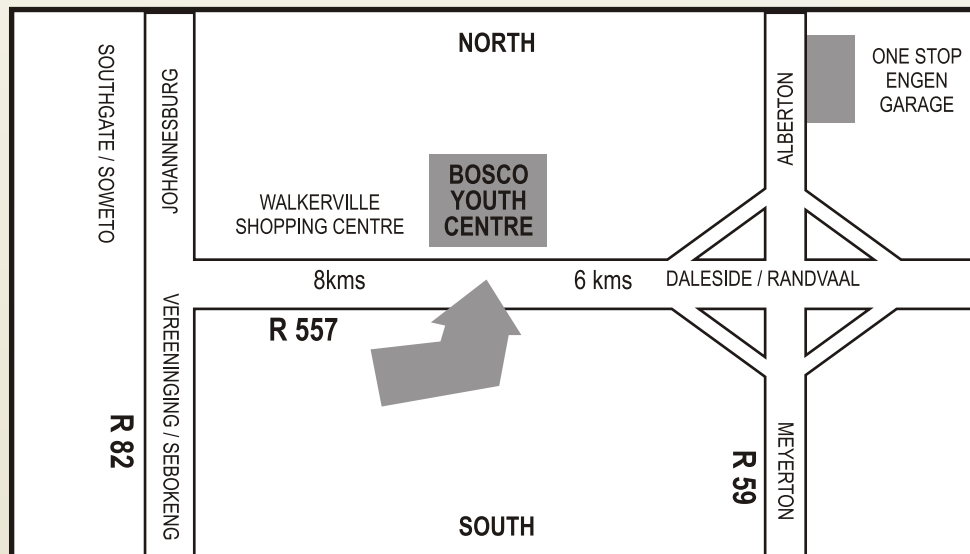 NORTH
SOUTHGATE / SOWETO
JOHANNESBURG
ALBERTON
ONE STOP
ENGEN
GARAGE
WALKERVILLE
SHOPPING CENTRE
BOSCO
YOUTH
CENTRE
8kms
6 kms
DALESIDE / RANDVAAL
R 557
VEREENINGING / SEBOKENG
R 82
R 59
MEYERTON
SOUTH